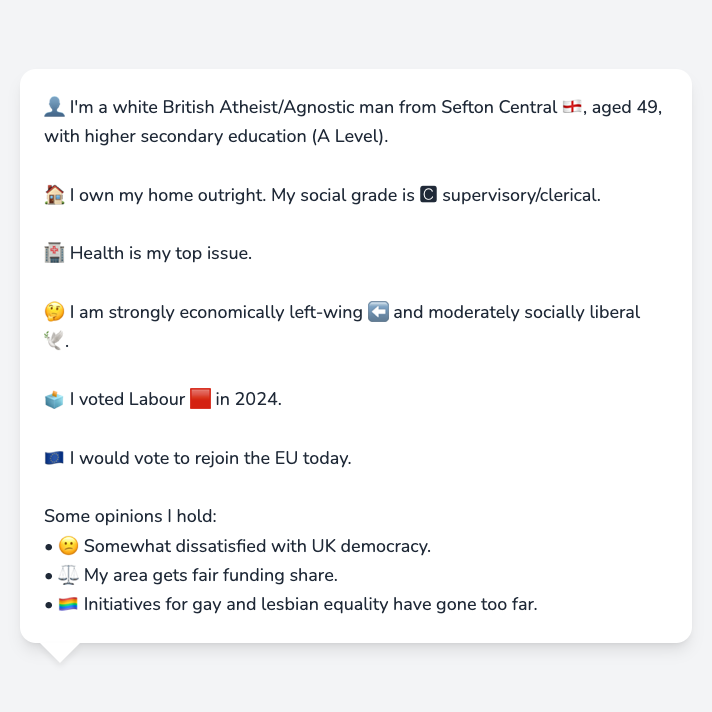 👤 I'm a white British Atheist/Agnostic man from Sefton Central 🏴󠁧󠁢󠁥󠁮󠁧󠁿, aged 49,
with higher secondary education (A Level).
🏠 I own my home outright. My social grade is 🅲 supervisory/clerical.
🏥 Health is my top issue.
🤔 I am strongly economically left-wing ⬅️ and moderately socially liberal
🕊️.
🗳️ I voted Labour 🟥 in 2024.
🇪🇺 I would vote to rejoin the EU today.
Some opinions I hold:
• 😕 Somewhat dissatisfied with UK democracy.
• ⚖️ My area gets fair funding share.
• 🏳️‍🌈 Initiatives for gay and lesbian equality have gone too far.